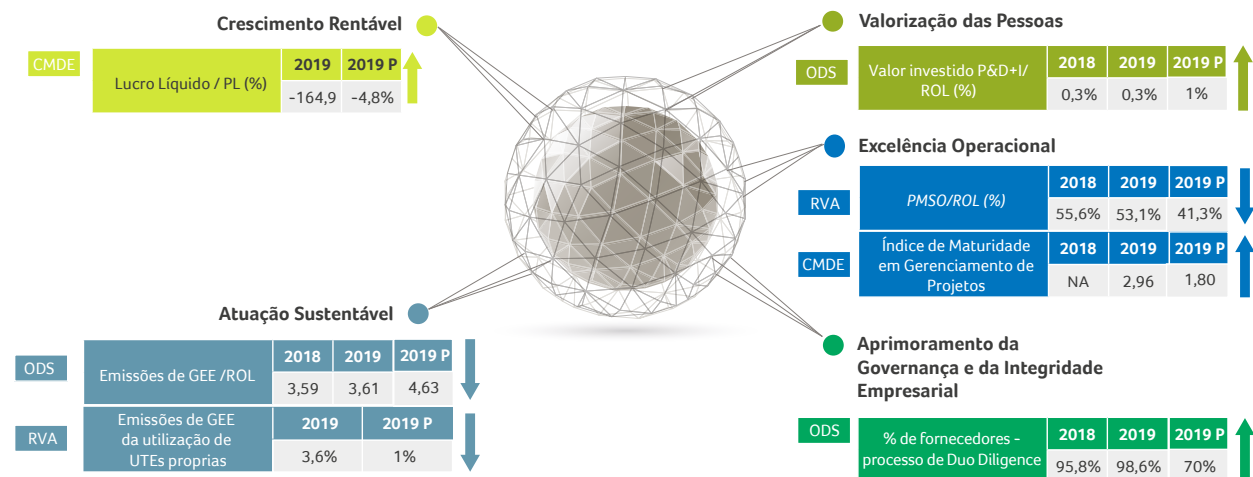 Crescimento Rentável
CMDE
Lucro Líquido / PL (%)
2019 2019 P
-164,9 -4,8%
Valorização das Pessoas
ODS
Valor investido P&D+I/
ROL (%)
2018 2019 2019 P
0,3% 0,3% 1%
Excelência Operacional
RVA
PMSO/ROL (%)
2018 2019 2019 P
55,6% 53,1% 41,3%
CMDE
Índice de Maturidade
em Gerenciamento de
Projetos
2018 2019 2019 P
NA 2,96 1,80
Atuação Sustentável
ODS
Emissões de GEE /ROL
2018 2019 2019 P
3,59 3,61 4,63
RVA
Emissões de GEE
da utilização de
UTEs proprias
2019 2019 P
3,6% 1%
Aprimoramento da
Governança e da Integridade
Empresarial
ODS
% de fornecedores -
processo de Duo Diligence
2018 2019 2019 P
95,8% 98,6% 70%